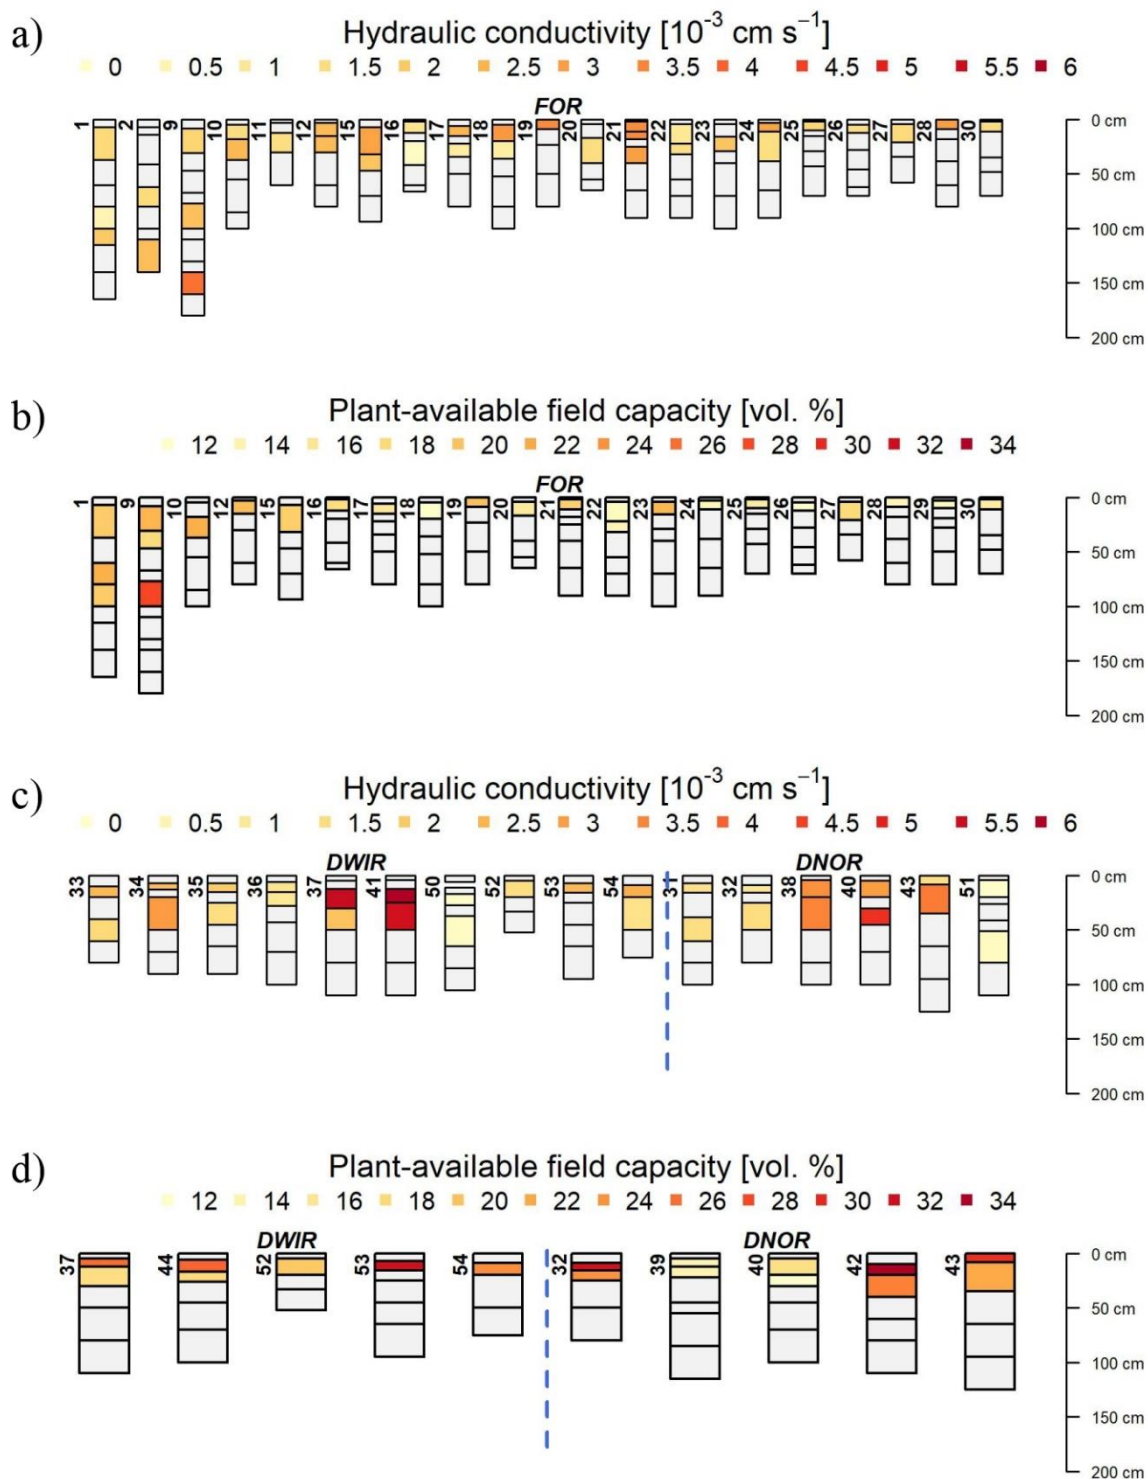 a)
Hydraulic conductivity [10⁻³ cm s⁻¹]
0 0.5 1 1.5 2 2.5 3 3.5 4 4.5 5 5.5 6
FOR
1 2 9 10 11 12 15 16 17 18 19 20 21 22 23 24 25 26 27 28 30
0 cm
50 cm
100 cm
150 cm
200 cm
b)
Plant-available field capacity [vol. %]
12 14 16 18 20 22 24 26 28 30 32 34
FOR
1 9 10 12 15 16 17 18 19 20 21 22 23 24 25 26 27 28 29 30
0 cm
50 cm
100 cm
150 cm
200 cm
c)
Hydraulic conductivity [10⁻³ cm s⁻¹]
0 0.5 1 1.5 2 2.5 3 3.5 4 4.5 5 5.5 6
DWIR DNOR
33 34 35 36 37 41 50 52 53 54 31 32 38 40 43 51
0 cm
50 cm
100 cm
150 cm
200 cm
d)
Plant-available field capacity [vol. %]
12 14 16 18 20 22 24 26 28 30 32 34
DWIR DNOR
37 44 52 53 54 32 39 40 42 43
0 cm
50 cm
100 cm
150 cm
200 cm